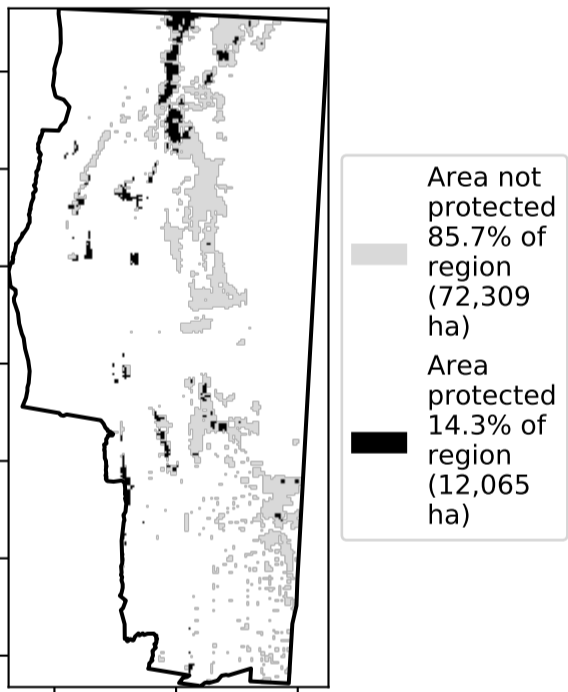 Area not
protected
85.7% of
region
(72,309
ha)
Area
protected
14.3% of
region
(12,065
ha)